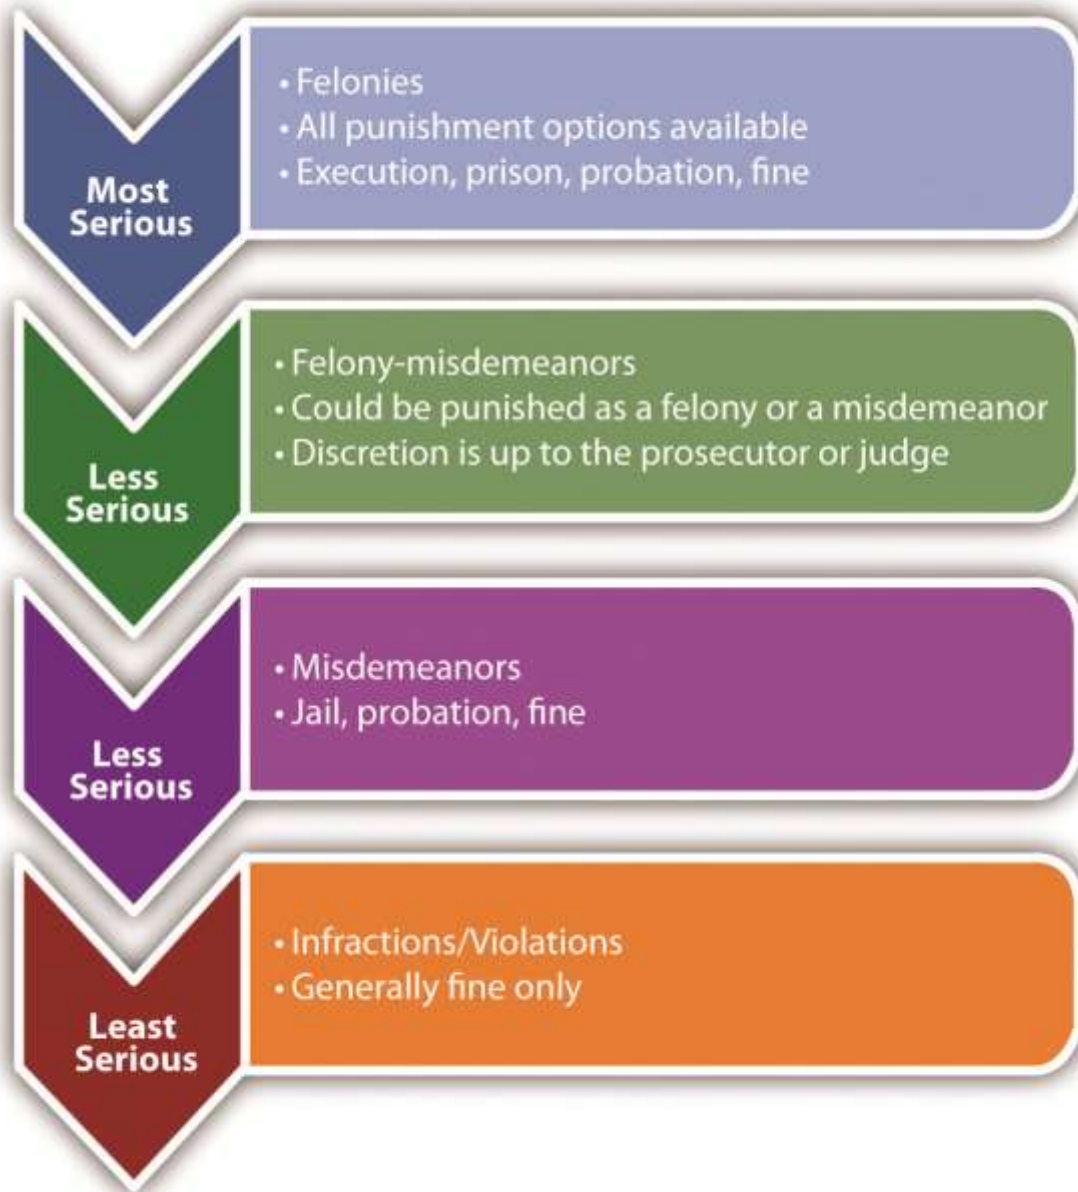 Most
Serious
• Felonies
• All punishment options available
• Execution, prison, probation, fine
Less
Serious
• Felony-misdemeanors
• Could be punished as a felony or a misdemeanor
• Discretion is up to the prosecutor or judge
Less
Serious
• Misdemeanors
• Jail, probation, fine
Least
Serious
• Infractions/Violations
• Generally fine only